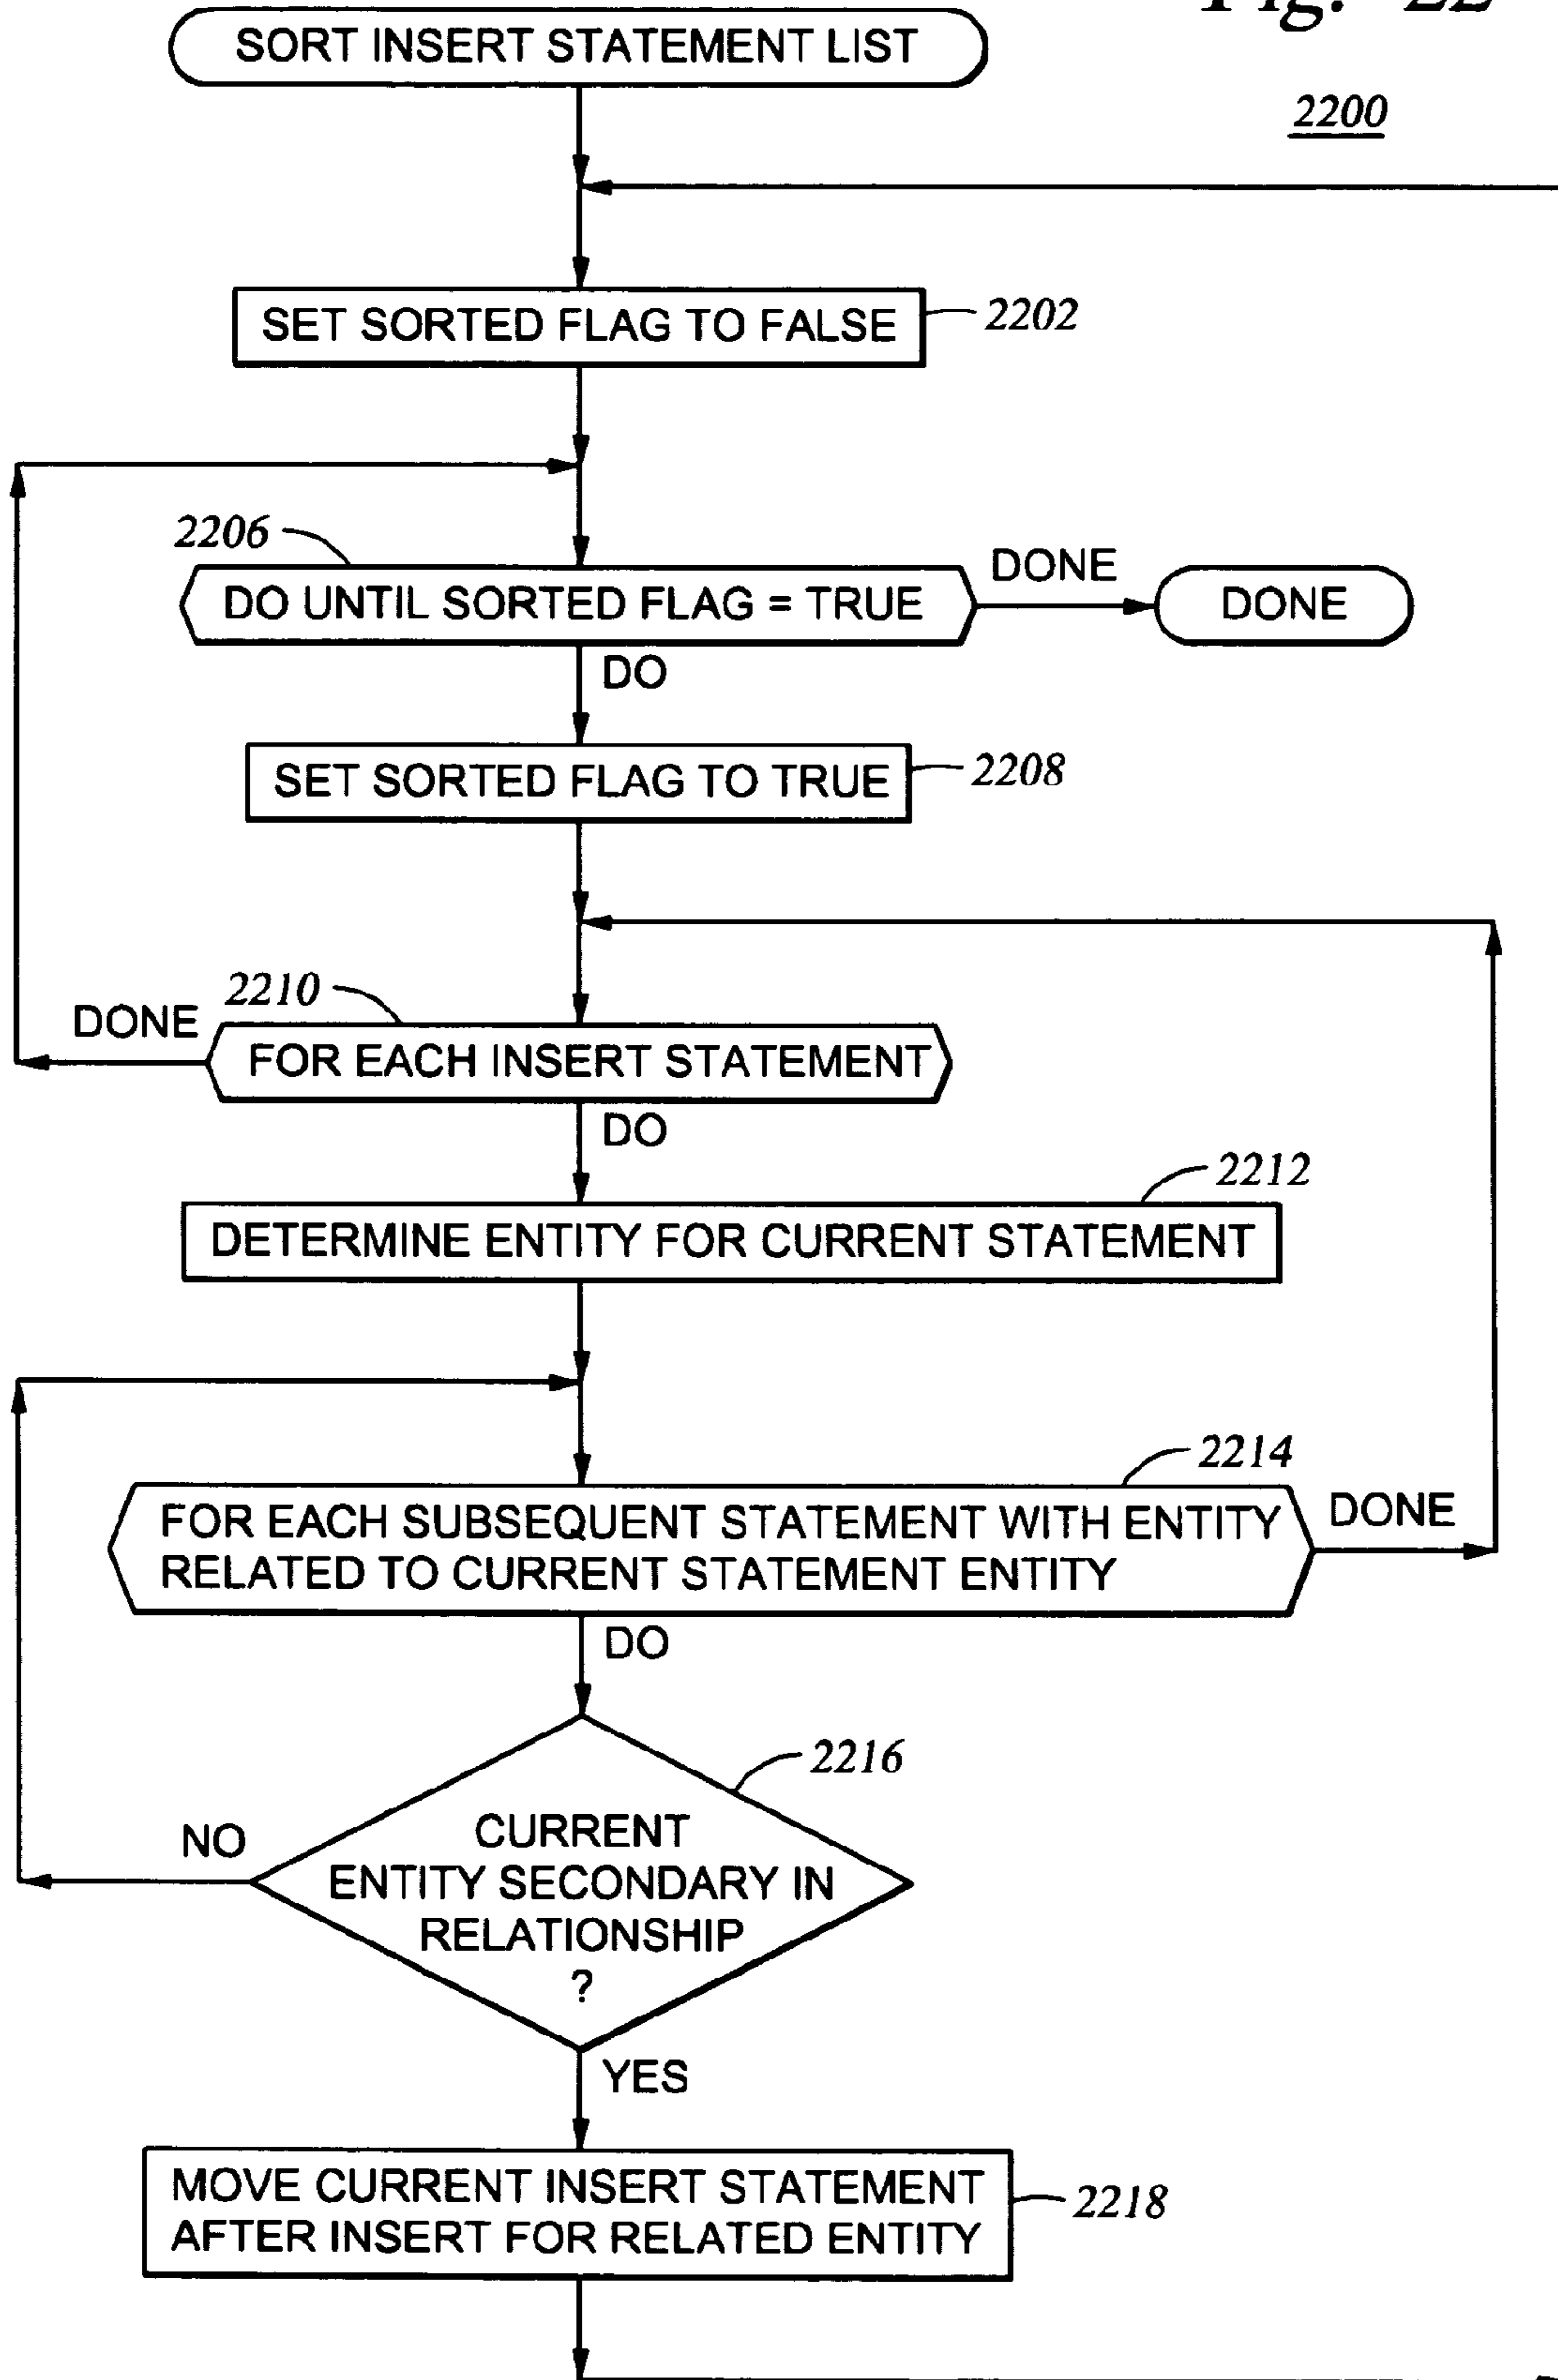 Fig. 22
SORT INSERT STATEMENT LIST
2200
SET SORTED FLAG TO FALSE
2202
2206
DO UNTIL SORTED FLAG = TRUE
DONE
DONE
DO
SET SORTED FLAG TO TRUE
2208
2210
DONE
FOR EACH INSERT STATEMENT
DO
2212
DETERMINE ENTITY FOR CURRENT STATEMENT
2214
FOR EACH SUBSEQUENT STATEMENT WITH ENTITY
RELATED TO CURRENT STATEMENT ENTITY
DONE
DO
2216
NO
CURRENT
ENTITY SECONDARY IN
RELATIONSHIP
?
YES
MOVE CURRENT INSERT STATEMENT
AFTER INSERT FOR RELATED ENTITY
2218